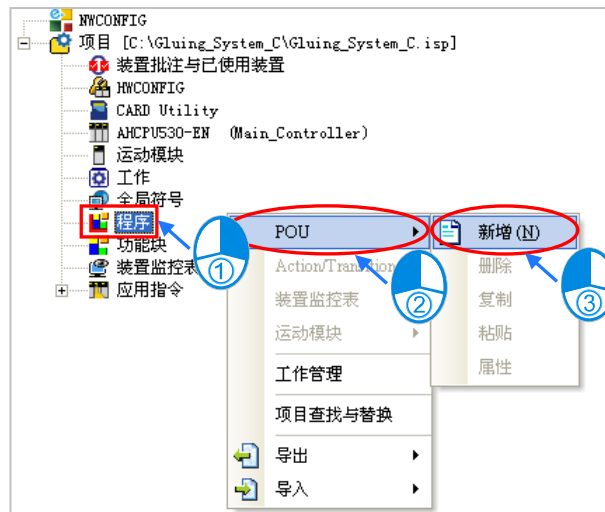 NWCONFIG
项目 [C:\Gluing_System_C\Gluing_System_C.isp]
装置批注与已使用装置
HWCONFIG
CARD Utility
AHCPU530-EN (Main_Controller)
运动模块
工作
全局符号
程序
功能块
装置监控表
应用指令
①
POU
Action/Transition
装置监控表
运动模块
工作管理
项目查找与替换
导出
导入
②
新增(N)
删除
复制
粘贴
属性
③